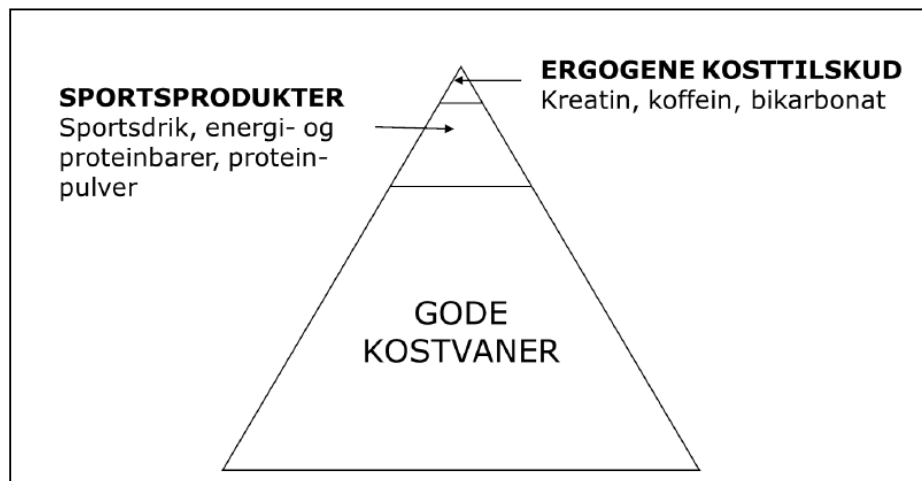 SPORTSPRODUKTER
Sportsdrik, energi- og
proteinbarer, protein-
pulver
ERGOGENE KOSTTILSKUD
Kreatin, koffein, bikarbonat
GODE
KOSTVANER